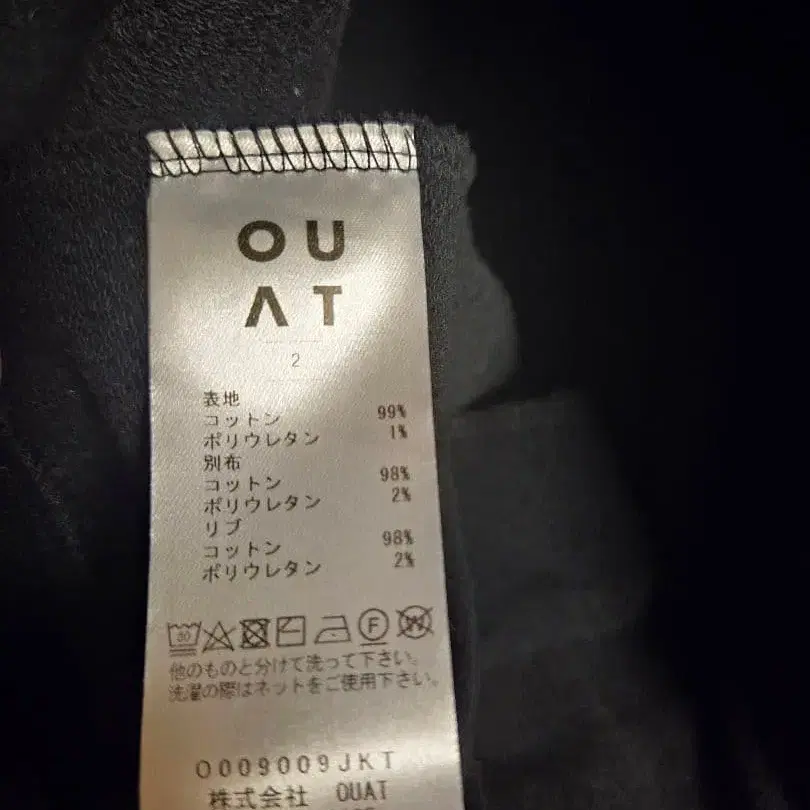 OU
AT
2
表地
コットン 99%
ポリウレタン 1%
別布
コットン 98%
ポリウレタン 2%
リブ
コットン 98%
ポリウレタン 2%
30 F W
他のものと分けて洗って下さい。
洗濯の際はネットをご使用下さい。
0009009JKT
株式会社 OUAT